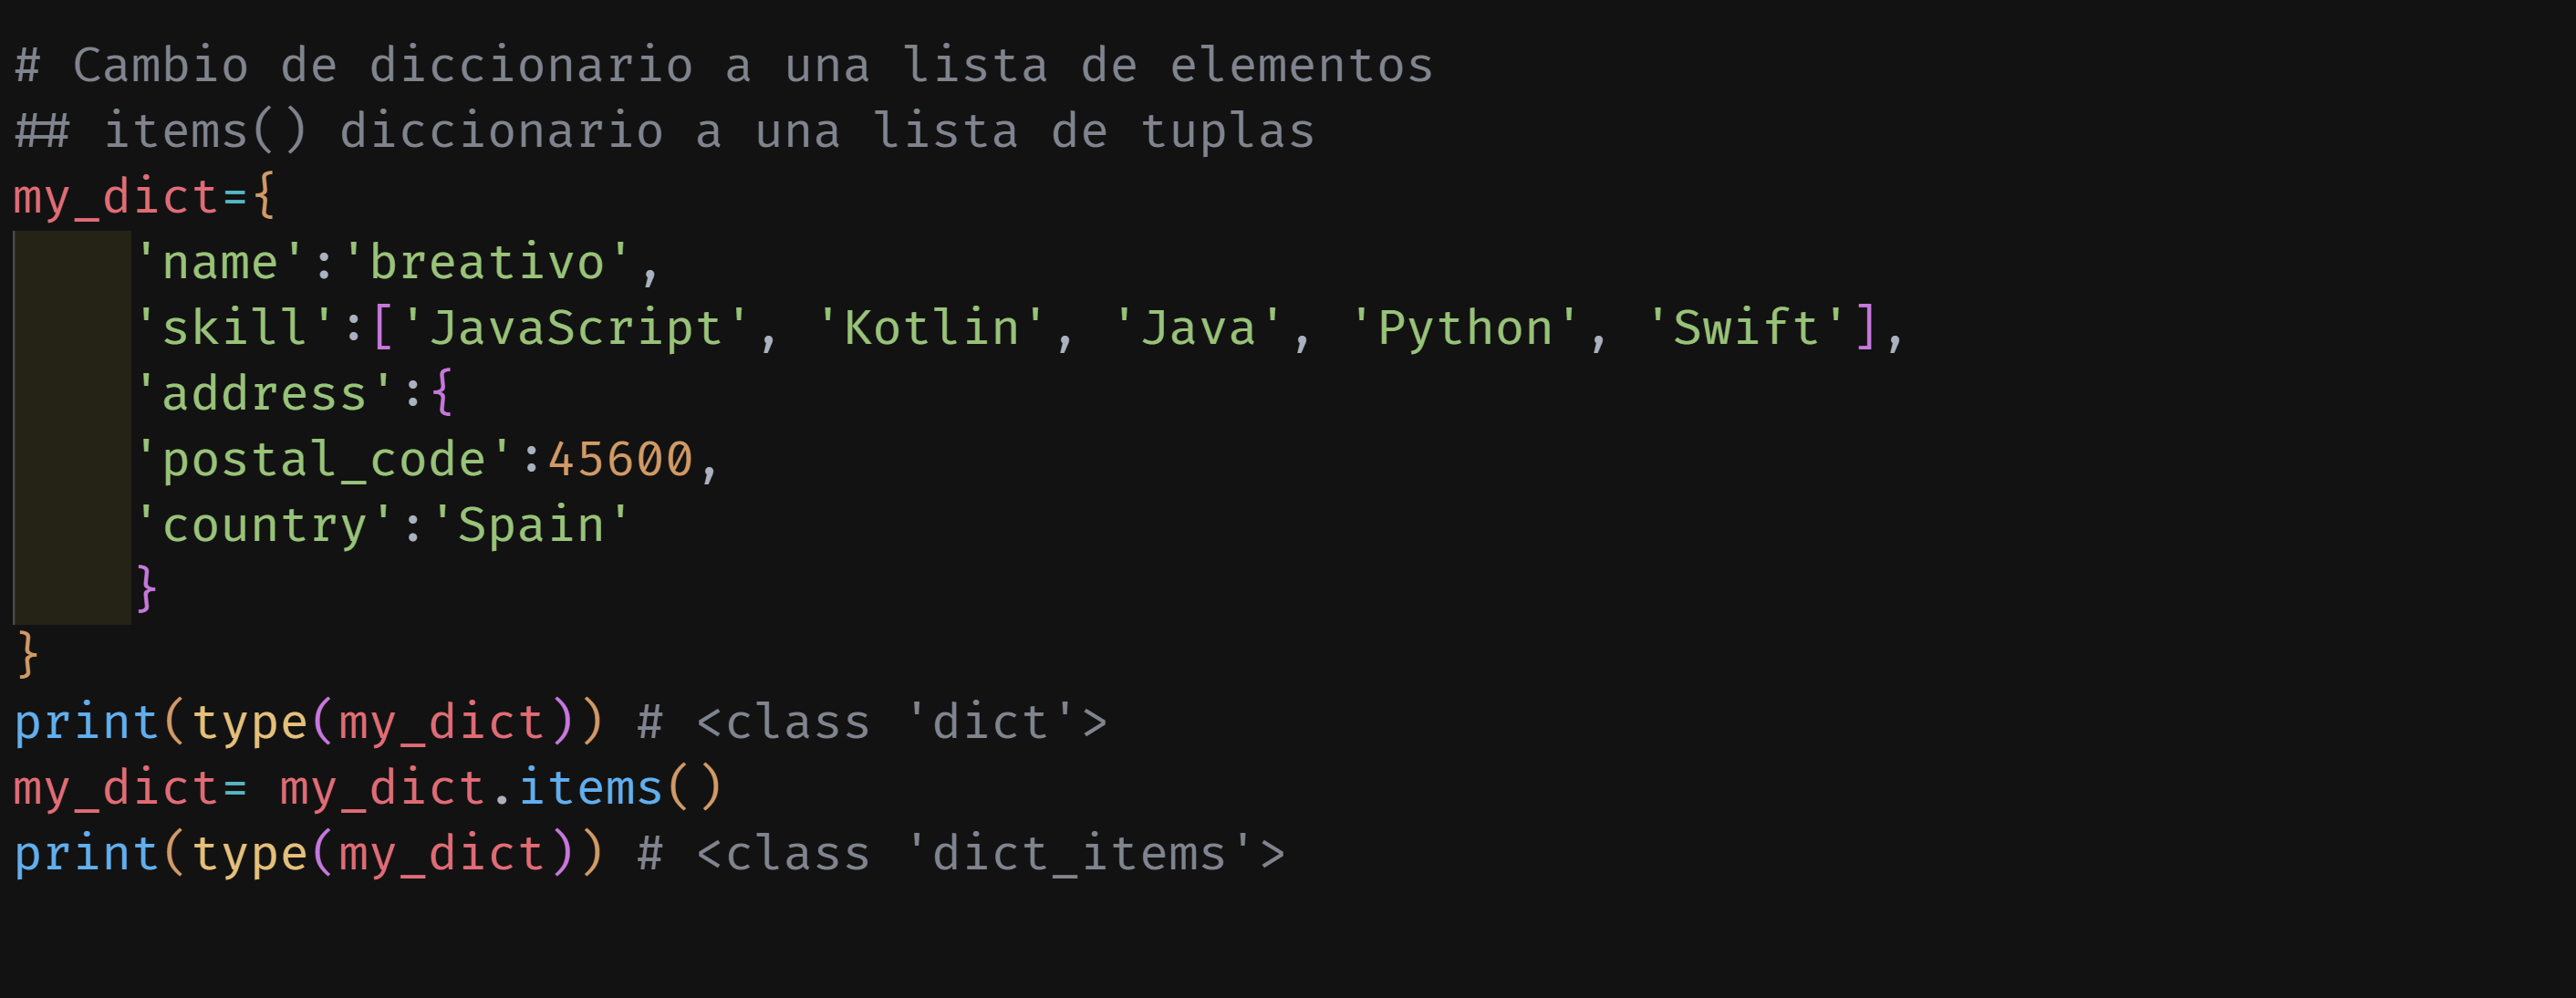 # Cambio de diccionario a una lista de elementos
## items() diccionario a una lista de tuplas
my_dict={
    'name':'breativo',
    'skill':['JavaScript', 'Kotlin', 'Java', 'Python', 'Swift'],
    'address':{
    'postal_code':45600,
    'country':'Spain'
    }
}
print(type(my_dict)) # <class 'dict'>
my_dict= my_dict.items()
print(type(my_dict)) # <class 'dict_items'>